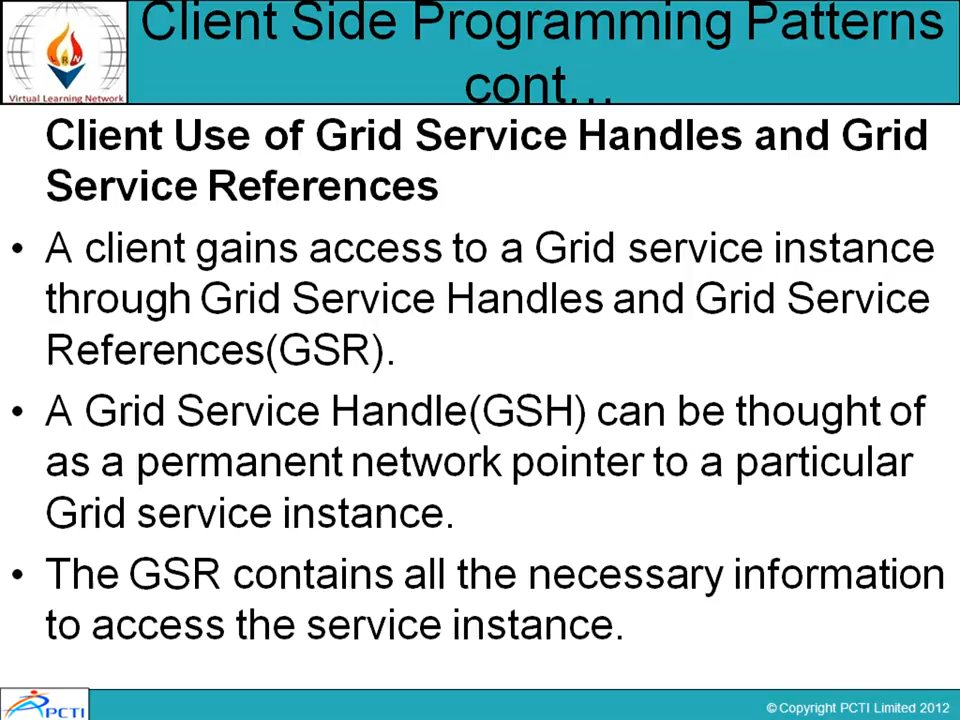 Client Side Programming Patterns
cont...
Virtual Learning Network
Client Use of Grid Service Handles and Grid
Service References
• A client gains access to a Grid service instance
through Grid Service Handles and Grid Service
References(GSR).
• A Grid Service Handle(GSH) can be thought of
as a permanent network pointer to a particular
Grid service instance.
• The GSR contains all the necessary information
to access the service instance.
PCTI
© Copyright PCTI Limited 2012